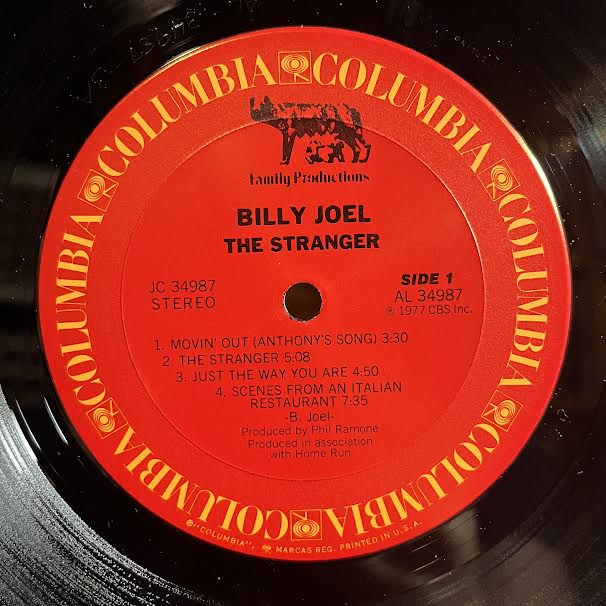 COLUMBIA COLUMBIA COLUMBIA COLUMBIA COLUMBIA COLUMBIA
Family Productions
BILLY JOEL
THE STRANGER
JC 34987
STEREO
SIDE 1
AL 34987
℗ 1977 CBS Inc.
1. MOVIN' OUT (ANTHONY'S SONG) 3:30
2. THE STRANGER 5:08
3. JUST THE WAY YOU ARE 4:50
4. SCENES FROM AN ITALIAN
RESTAURANT 7:35
-B. Joel-
Produced by Phil Ramone
Produced in association
with Home Run
®"COLUMBIA", MARCAS REG. PRINTED IN U.S.A.